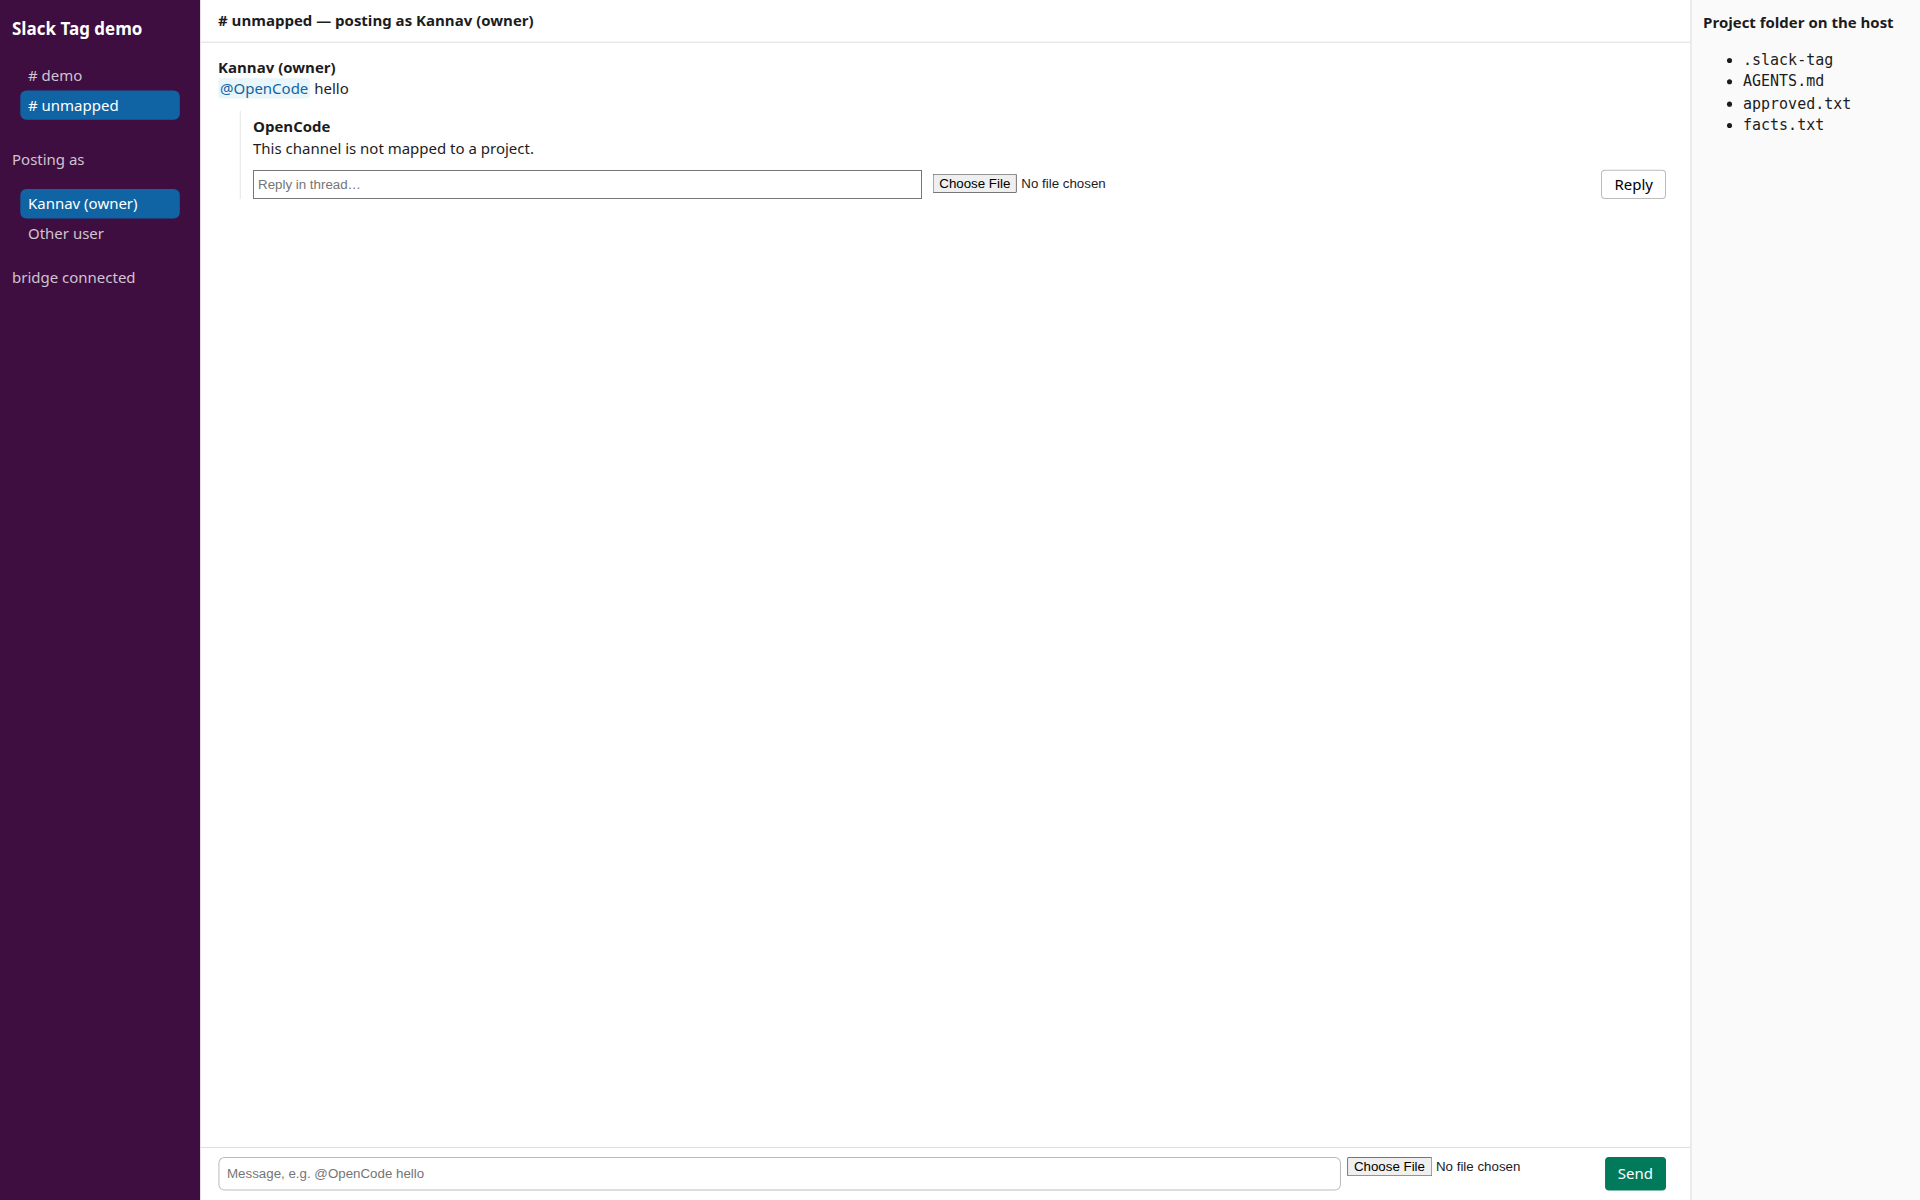 Slack Tag demo
# demo
# unmapped
Posting as
Kannav (owner)
Other user
bridge connected
# unmapped — posting as Kannav (owner)
Kannav (owner)
@OpenCode hello
OpenCode
This channel is not mapped to a project.
Reply in thread…
Choose File No file chosen
Reply
Message, e.g. @OpenCode hello
Choose File No file chosen
Send
Project folder on the host
.slack-tag
AGENTS.md
approved.txt
facts.txt